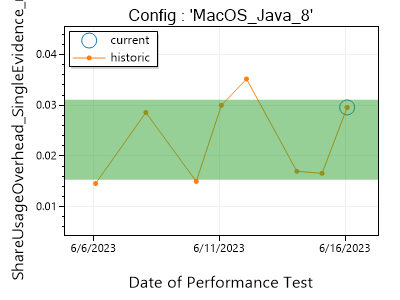 Config : 'MacOS_Java_8'
current
historic
0.04
0.03
0.02
0.01
ShareUsageOverhead_SingleEvidence_
6/6/2023
6/11/2023
6/16/2023
Date of Performance Test